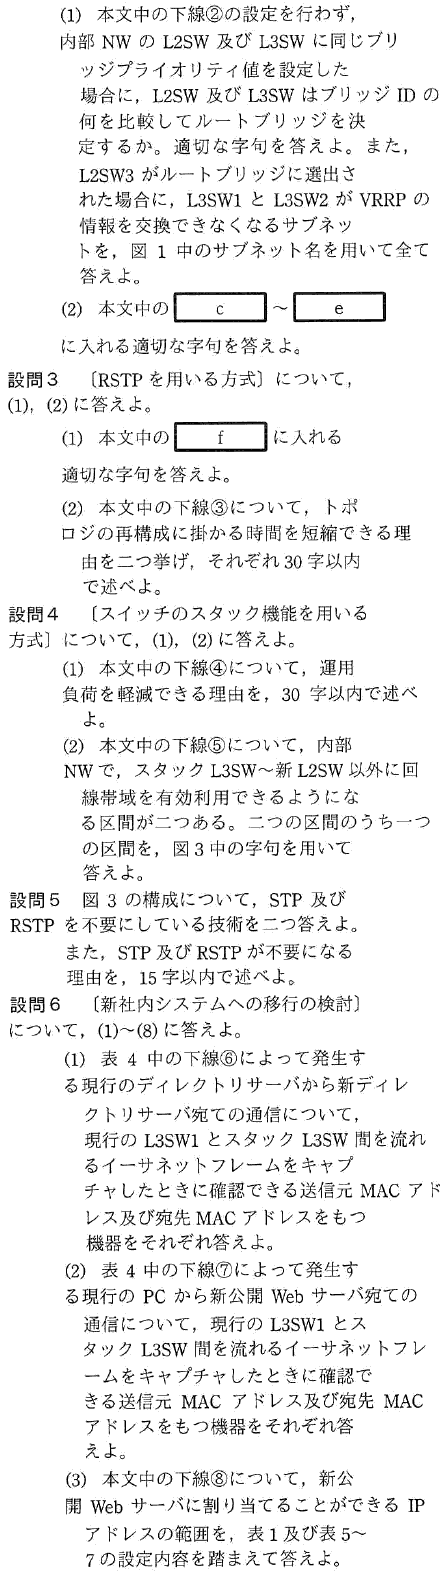 (1) 本文中の下線②の設定を行わず，
内部 NW の L2SW 及び L3SW に同じブリ
ッジプライオリティ値を設定した
場合に，L2SW 及び L3SW はブリッジ ID の
何を比較してルートブリッジを決
定するか。適切な字句を答えよ。また，
L2SW3 がルートブリッジに選出さ
れた場合に，L3SW1 と L3SW2 が VRRP の
情報を交換できなくなるサブネッ
トを，図 1 中のサブネット名を用いて全て
答えよ。
(2) 本文中の c ～ e
に入れる適切な字句を答えよ。
設問3 〔RSTP を用いる方式〕について，
(1)，(2) に答えよ。
(1) 本文中の f に入れる
適切な字句を答えよ。
(2) 本文中の下線③について，トポ
ロジの再構成に掛かる時間を短縮できる理
由を二つ挙げ，それぞれ 30 字以内
で述べよ。
設問4 〔スイッチのスタック機能を用いる
方式〕について，(1)，(2) に答えよ。
(1) 本文中の下線④について，運用
負荷を軽減できる理由を，30 字以内で述べ
よ。
(2) 本文中の下線⑤について，内部
NW で，スタック L3SW～新 L2SW 以外に回
線帯域を有効利用できるようにな
る区間が二つある。二つの区間のうち一つ
の区間を，図 3 中の字句を用いて
答えよ。
設問5 図 3 の構成について，STP 及び
RSTP を不要にしている技術を二つ答えよ。
また，STP 及び RSTP が不要になる
理由を，15 字以内で述べよ。
設問6 〔新社内システムへの移行の検討〕
について，(1)～(8) に答えよ。
(1) 表 4 中の下線⑥によって発生す
る現行のディレクトリサーバから新ディレ
クトリサーバ宛ての通信について，
現行の L3SW1 とスタック L3SW 間を流れ
るイーサネットフレームをキャプ
チャしたときに確認できる送信元 MAC アド
レス及び宛先 MAC アドレスをもつ
機器をそれぞれ答えよ。
(2) 表 4 中の下線⑦によって発生す
る現行の PC から新公開 Web サーバ宛ての
通信について，現行の L3SW1 とス
タック L3SW 間を流れるイーサネットフレ
ームをキャプチャしたときに確認で
きる送信元 MAC アドレス及び宛先 MAC
アドレスをもつ機器をそれぞれ答
えよ。
(3) 本文中の下線⑧について，新公
開 Web サーバに割り当てることができる IP
アドレスの範囲を，表 1 及び表 5～
7 の設定内容を踏まえて答えよ。